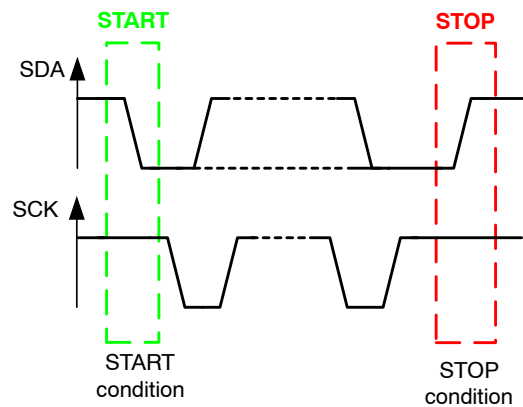 START
STOP
SDA
SCK
START
condition
STOP
condition